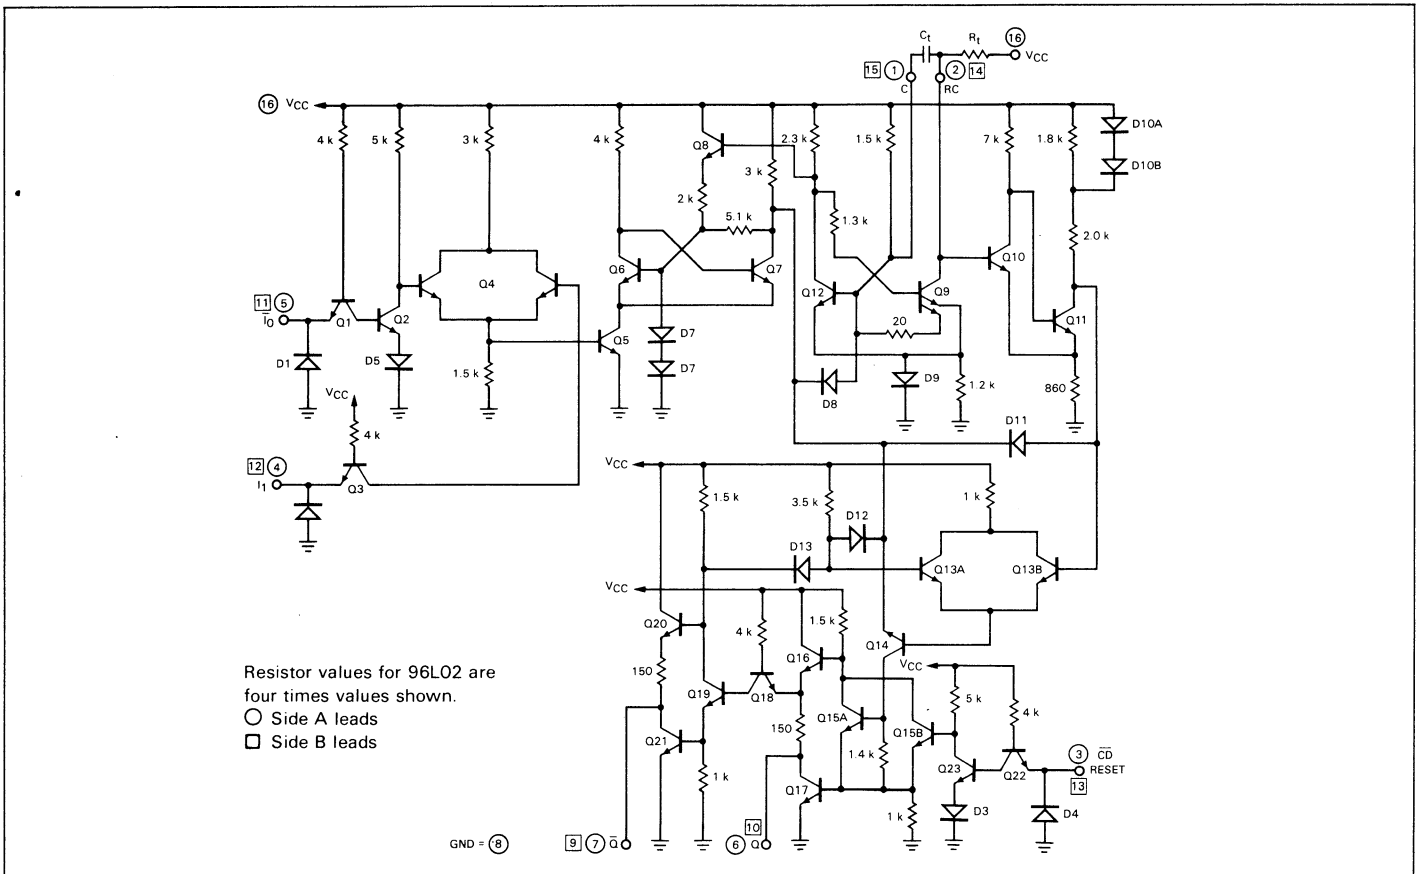 Ct Rt 16
VCC
15 1 2 14
C RC
16 VCC
4 k 5 k 3 k 4 k Q8 2.3 k 1.5 k 7 k 1.8 k D10A
D10B
3 k
2 k 5.1 k 1.3 k 2.0 k
Q4 Q6 Q7 Q12 Q9 Q10
11 5
I0 Q1 Q2 Q5 20 Q11
D1 D5 D7
1.5 k D7 D8 D9 1.2 k 860
VCC
4 k D11
12 4
I1 Q3
VCC
1.5 k 3.5 k D12 1 k
D13 Q13A Q13B
VCC
Q20 4 k 1.5 k Q14
150 Q16 VCC
Q19 Q18 5 k 4 k
Q21 150 Q15A Q15B
1.4 k 3 CD
Q23 Q22 RESET
13
1 k Q17 1 k D3 D4
10
GND = 8 9 7 Q̅ 6 Q
Resistor values for 96L02 are
four times values shown.
Side A leads
Side B leads